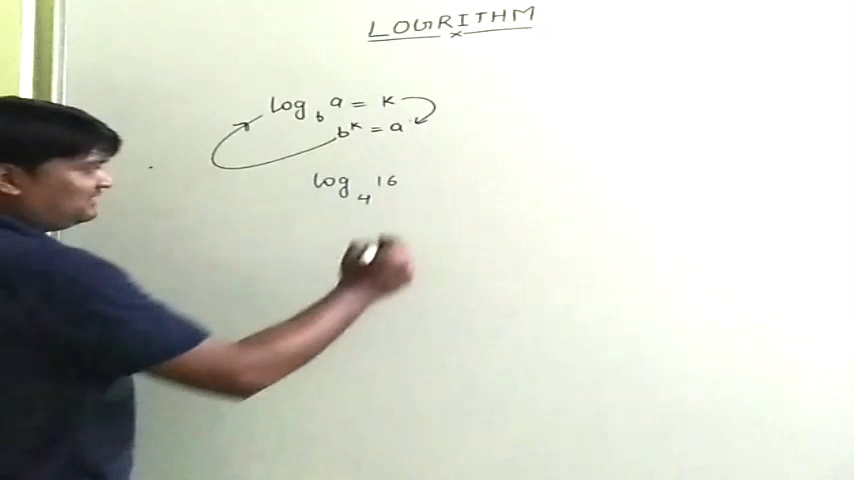 LOGRITHM
log_b a = k
b^k = a
log_4 16